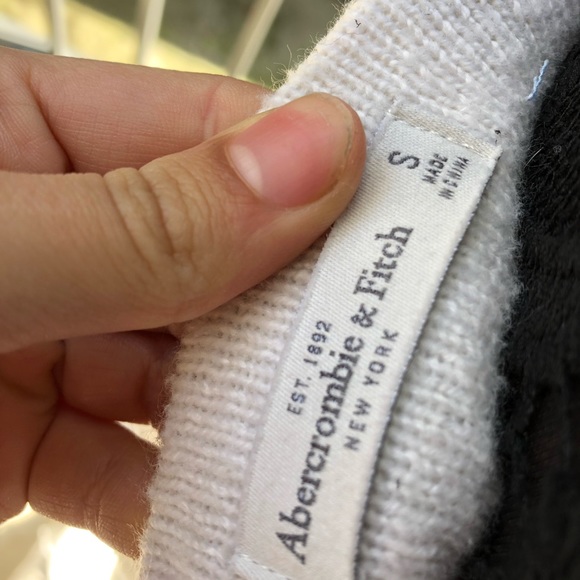 EST. 1892
Abercrombie & Fitch
NEW YORK
S
MADE
IN CHINA